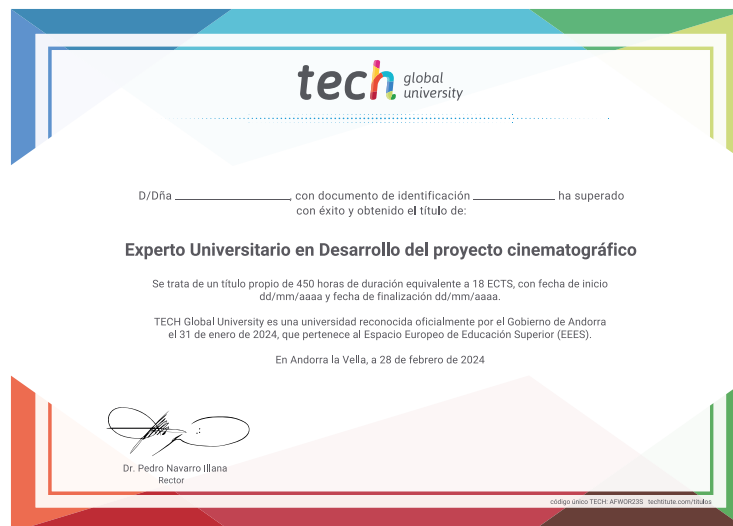 tech global
university
D/Dña ____________________, con documento de identificación ______________ ha superado
con éxito y obtenido el título de:
Experto Universitario en Desarrollo del proyecto cinematográfico
Se trata de un título propio de 450 horas de duración equivalente a 18 ECTS, con fecha de inicio
dd/mm/aaaa y fecha de finalización dd/mm/aaaa.
TECH Global University es una universidad reconocida oficialmente por el Gobierno de Andorra
el 31 de enero de 2024, que pertenece al Espacio Europeo de Educación Superior (EEES).
En Andorra la Vella, a 28 de febrero de 2024
Dr. Pedro Navarro Illana
Rector
código único TECH: AFWOR23S techtitute.com/titulos